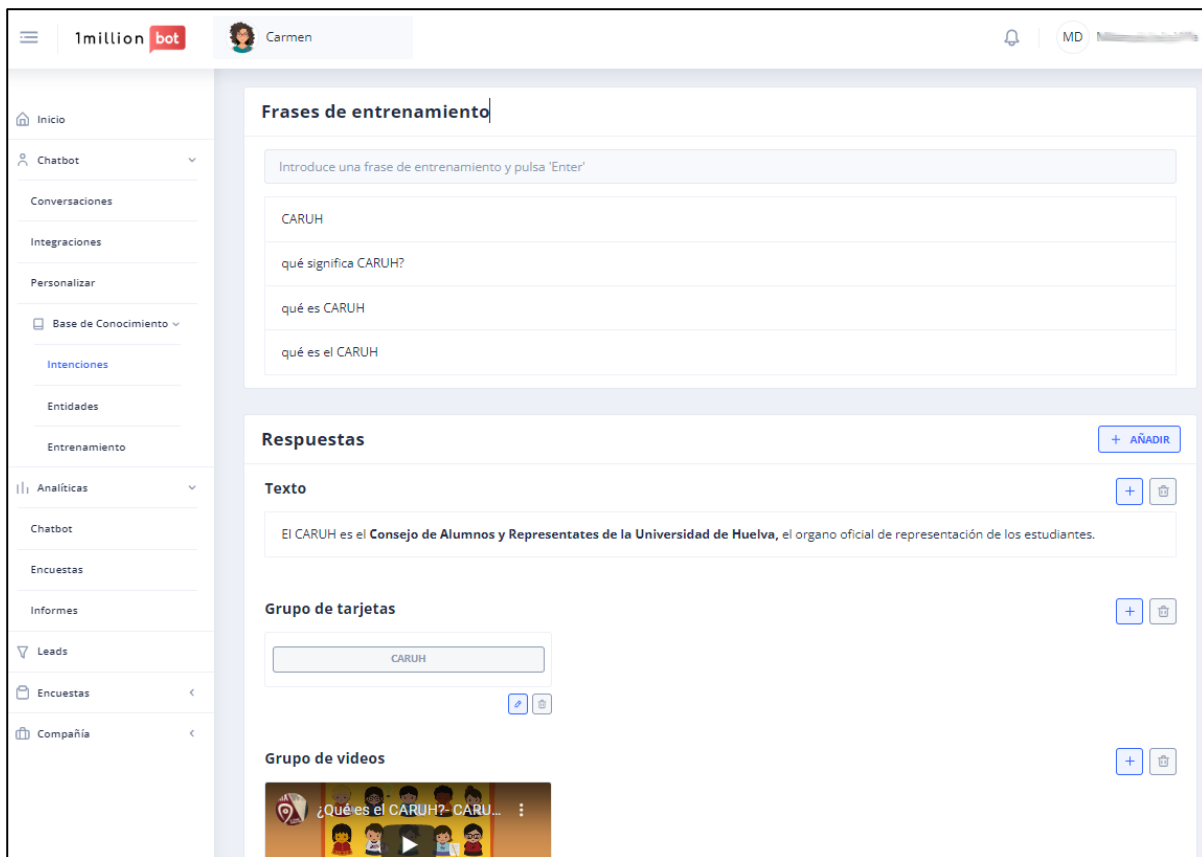 1million bot
Carmen
MD
Inicio
Chatbot
Conversaciones
Integraciones
Personalizar
Base de Conocimiento
Intenciones
Entidades
Entrenamiento
Analíticas
Chatbot
Encuestas
Informes
Leads
Encuestas
Compañía
Frases de entrenamiento
Introduce una frase de entrenamiento y pulsa 'Enter'
CARUH
qué significa CARUH?
qué es CARUH
qué es el CARUH
Respuestas
+ AÑADIR
Texto
El CARUH es el Consejo de Alumnos y Representates de la Universidad de Huelva, el organo oficial de representación de los estudiantes.
Grupo de tarjetas
CARUH
Grupo de videos
¿Qué es el CARUH?- CARU...